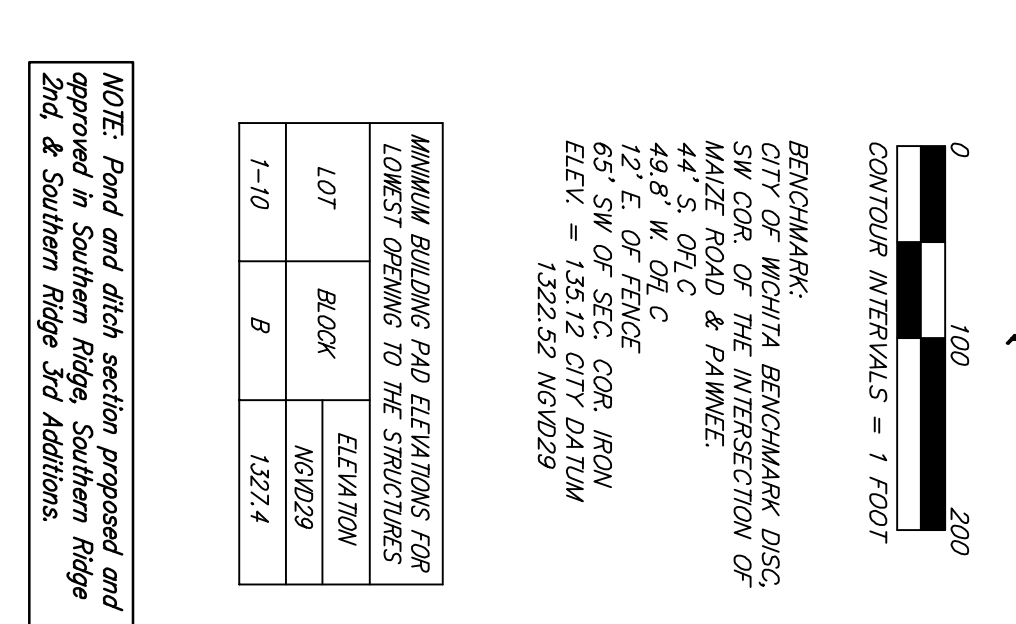 0 100 200
CONTOUR INTERVALS = 1 FOOT
BENCHMARK:
CITY OF WICHITA BENCHMARK DISC,
SW COR. OF THE INTERSECTION OF
MAIZE ROAD & PAWNEE.
44' S. OF LC
49.8' W. OF LC
12' E. OF FENCE
65' SW OF SEC. COR. IRON
ELEV. = 135.12 CITY DATUM
1322.52 NGVD29
MINIMUM BUILDING PAD ELEVATIONS FOR
LOWEST OPENING TO THE STRUCTURES
LOT BLOCK ELEVATION
NGVD29
1-10 B 1327.4
NOTE: Pond and ditch section proposed and
approved in Southern Ridge, Southern Ridge
2nd, & Southern Ridge 3rd Additions.